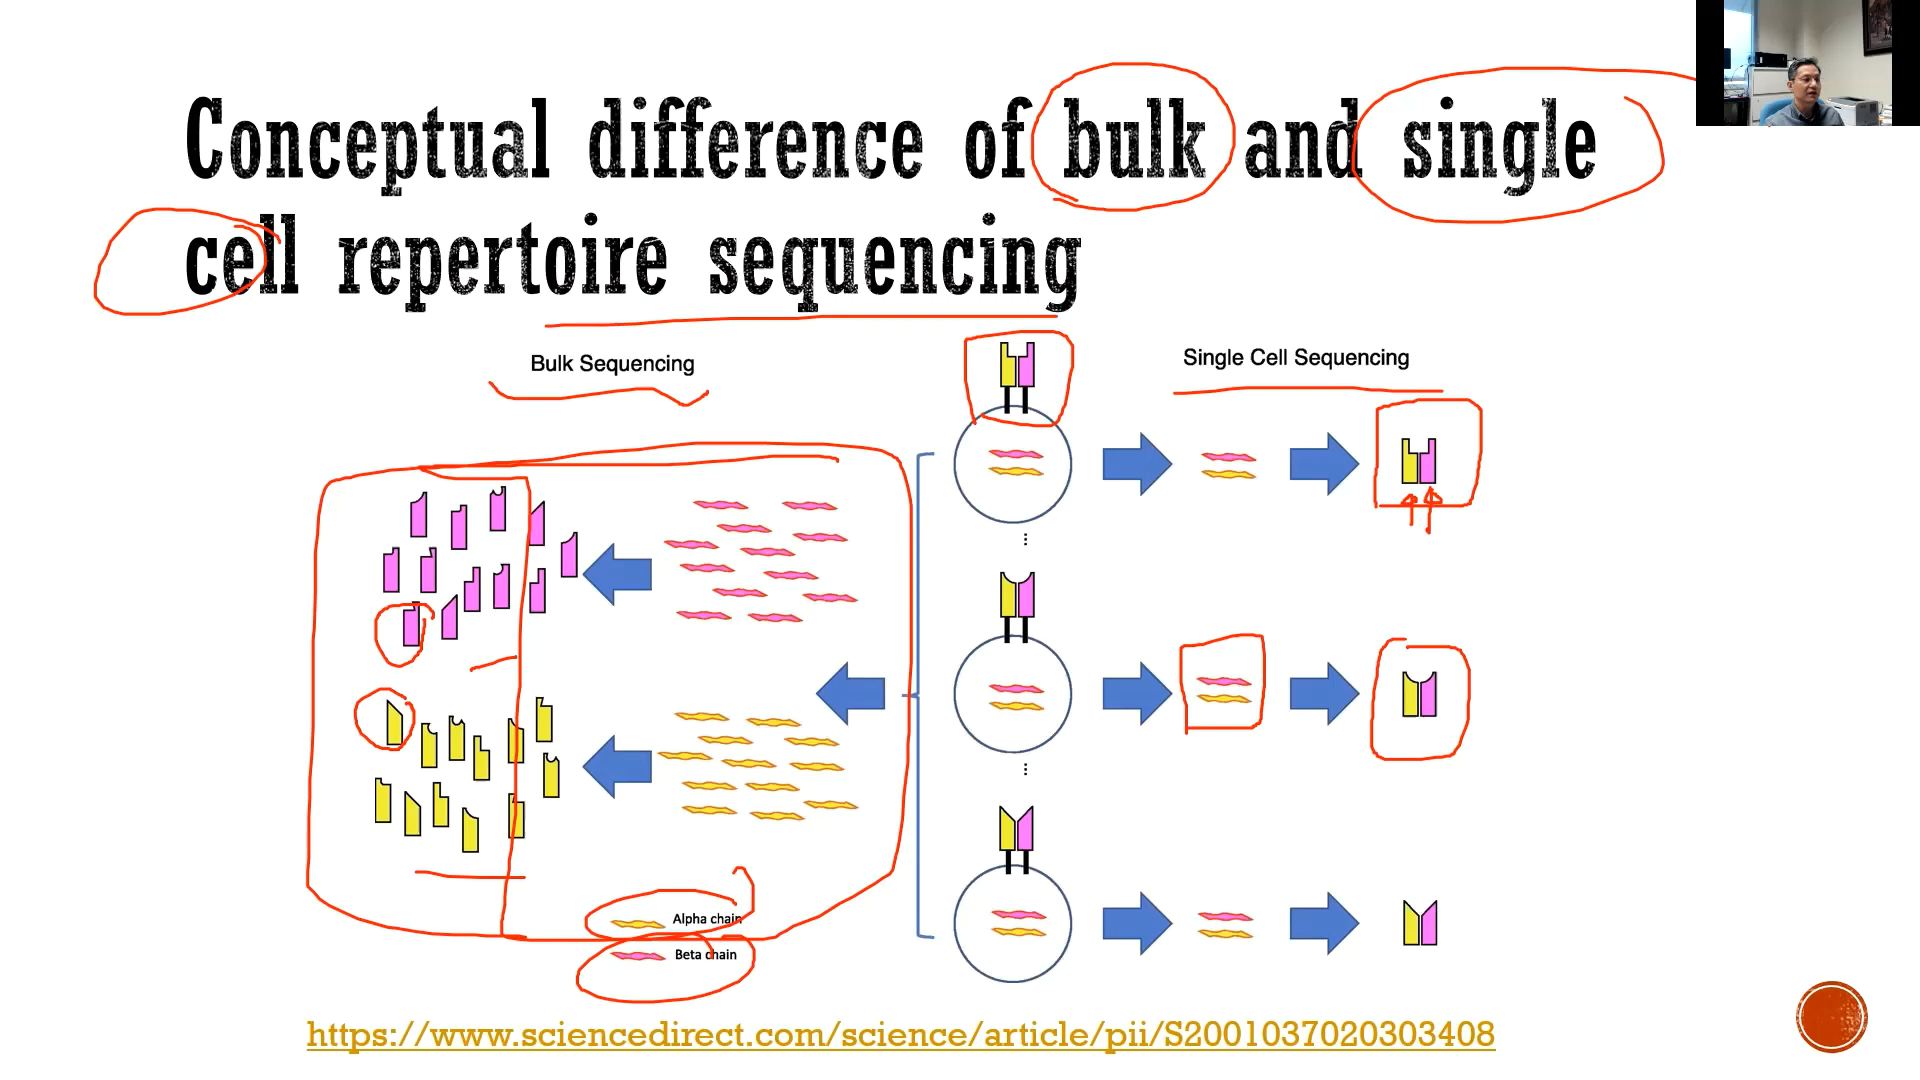 Conceptual difference of bulk and single
cell repertoire sequencing
Bulk Sequencing
Single Cell Sequencing
Alpha chain
Beta chain
https://www.sciencedirect.com/science/article/pii/S2001037020303408